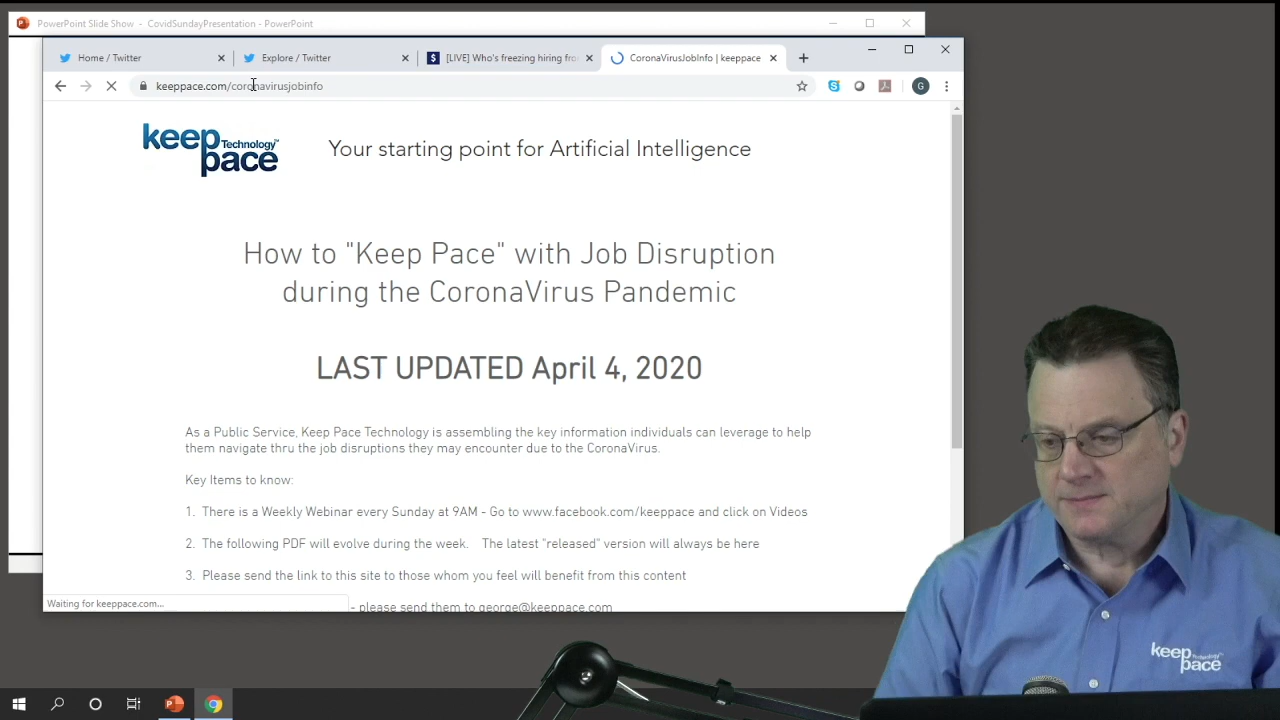 PowerPoint Slide Show - CovidSundayPresentation - PowerPoint
Home / Twitter
Explore / Twitter
[LIVE] Who's freezing hiring fro
CoronaVirusJobInfo | keeppace
keeppace.com/coronavirusjobinfo
G
keep
Technology™
pace
Your starting point for Artificial Intelligence
How to "Keep Pace" with Job Disruption
during the CoronaVirus Pandemic
LAST UPDATED April 4, 2020
As a Public Service, Keep Pace Technology is assembling the key information individuals can leverage to help
them navigate thru the job disruptions they may encounter due to the CoronaVirus.
Key Items to know:
1. There is a Weekly Webinar every Sunday at 9AM - Go to www.facebook.com/keeppace and click on Videos
2. The following PDF will evolve during the week. The latest "released" version will always be here
3. Please send the link to this site to those whom you feel will benefit from this content
- please send them to george@keeppace.com
Waiting for keeppace.com...
keep
Technology
pace